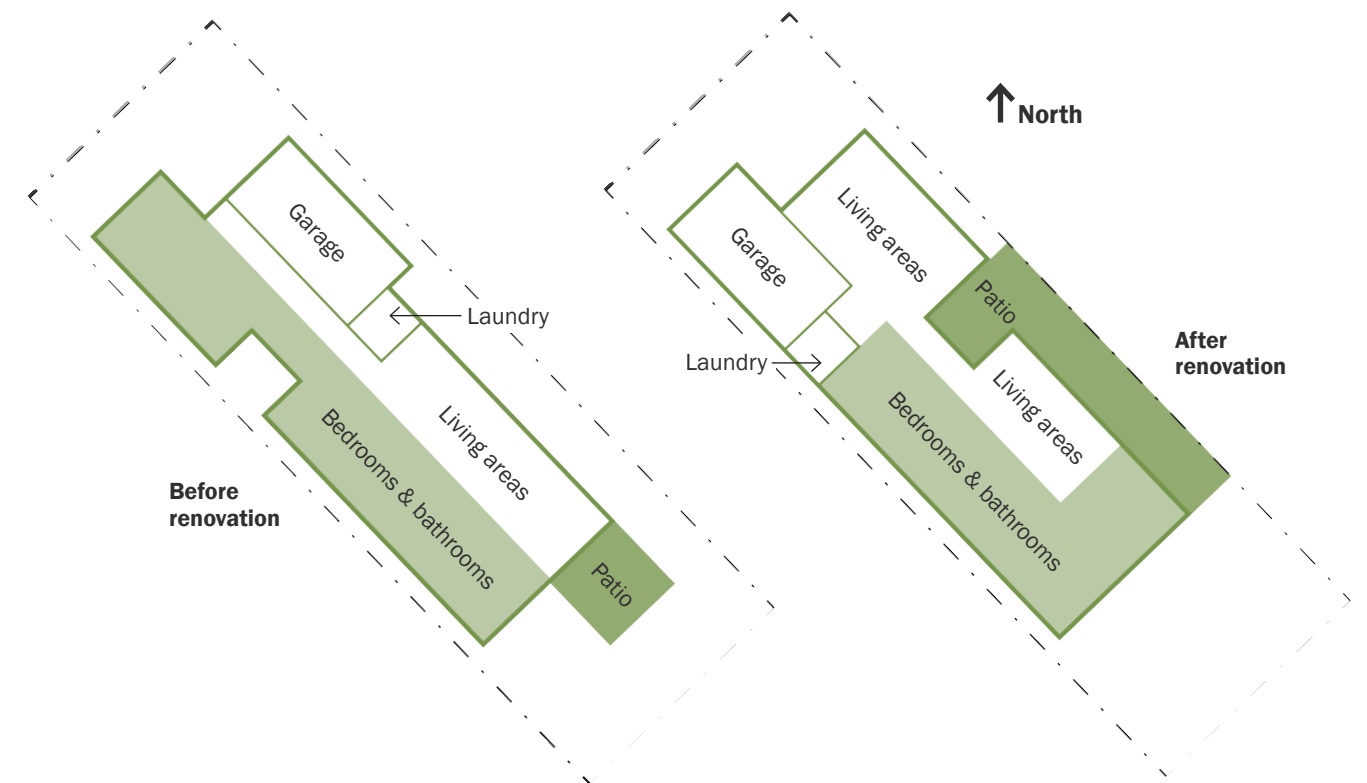 Garage
Laundry
Living areas
Bedrooms & bathrooms
Patio
Before
renovation
North
Living areas
Garage
Patio
Laundry
Living areas
Bedrooms & bathrooms
After
renovation